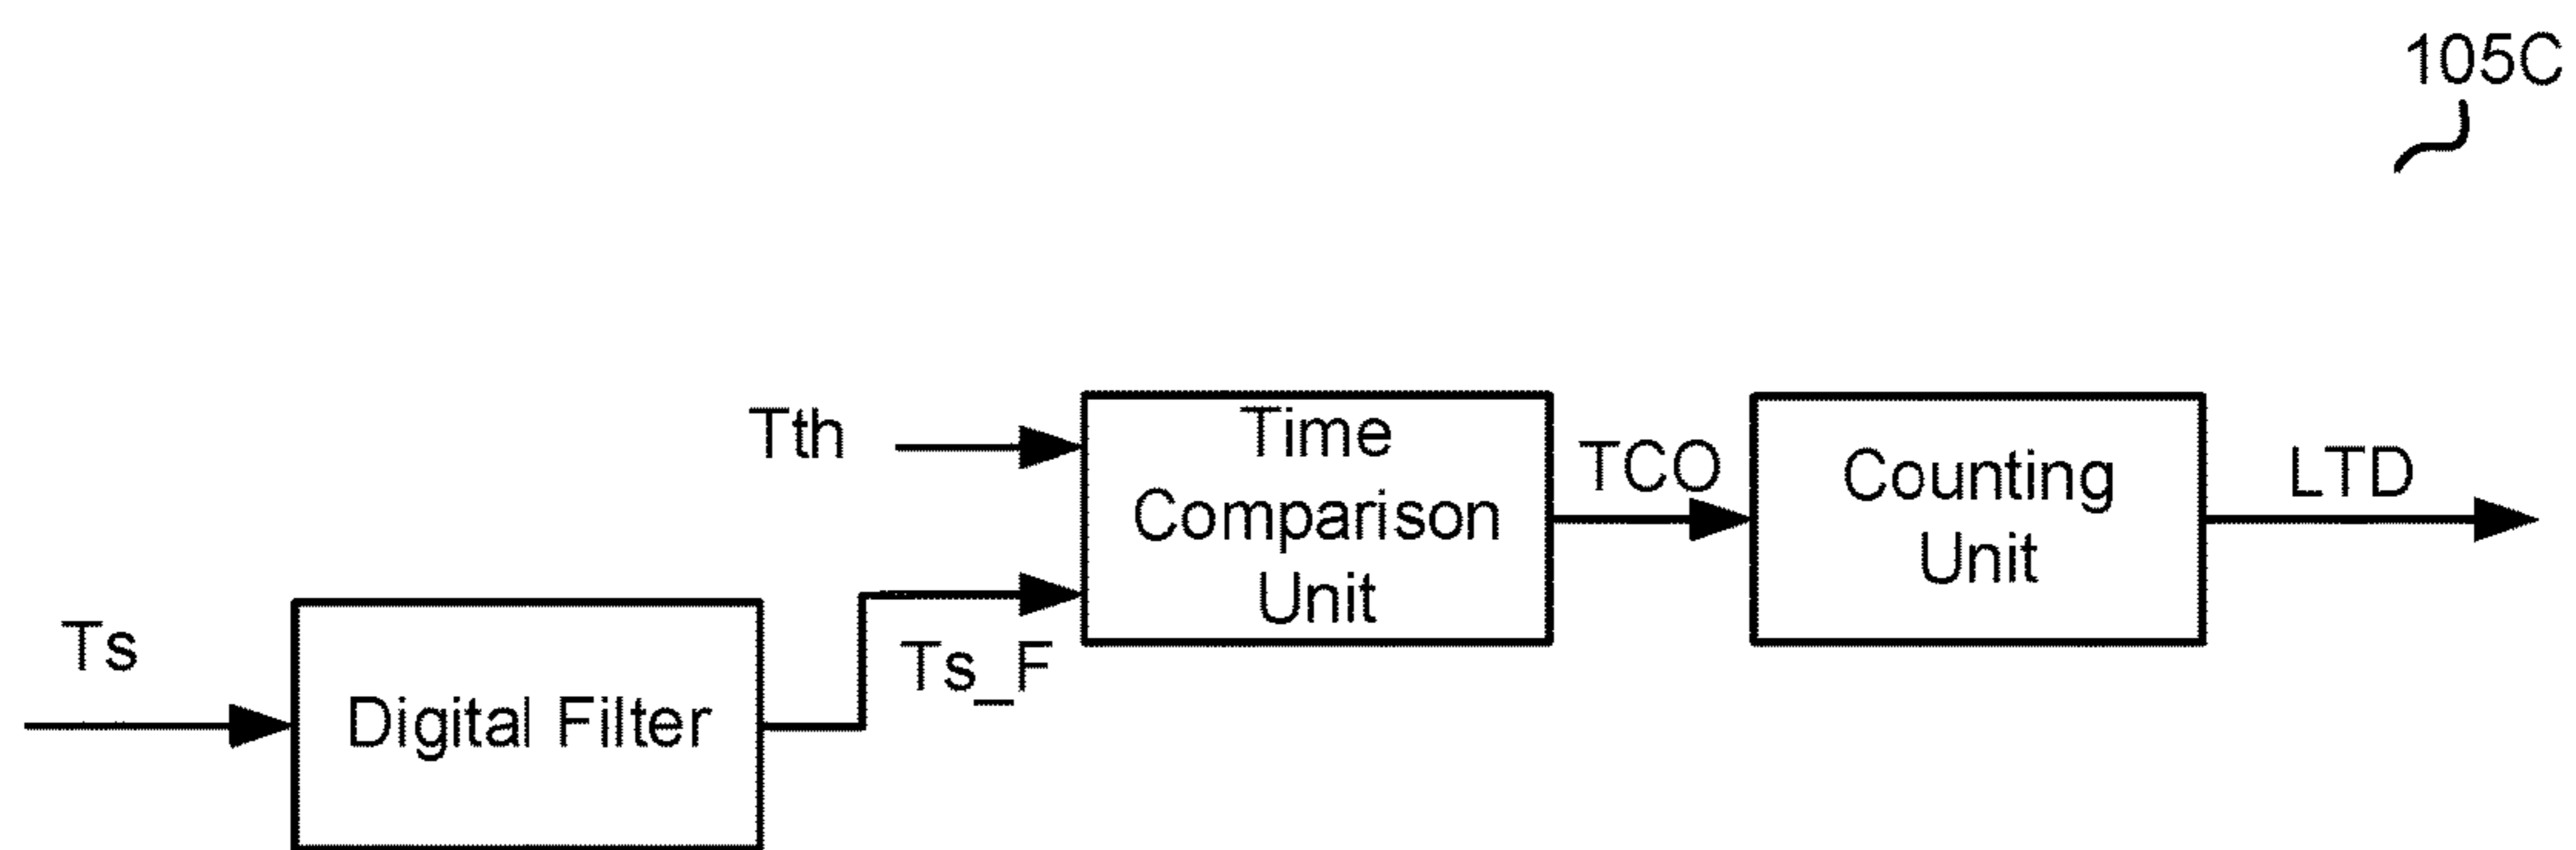 105C
Tth
Time
Comparison
Unit
TCO
Counting
Unit
LTD
Ts
Digital Filter
Ts_F